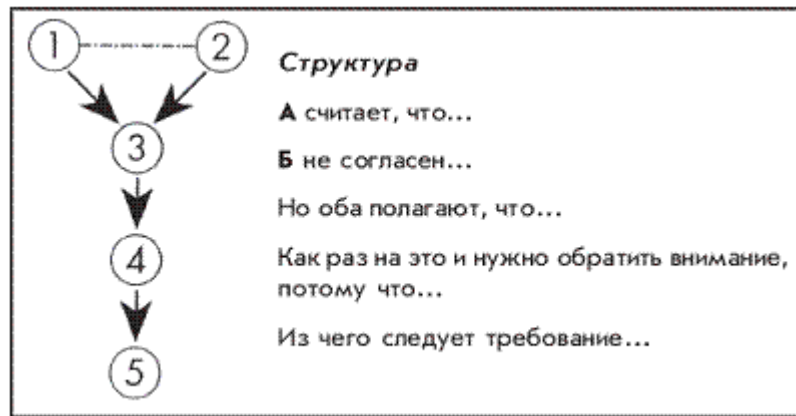 1
2
Структура
А считает, что...
Б не согласен...
3
Но оба полагают, что...
4
Как раз на это и нужно обратить внимание,
потому что...
Из чего следует требование...
5